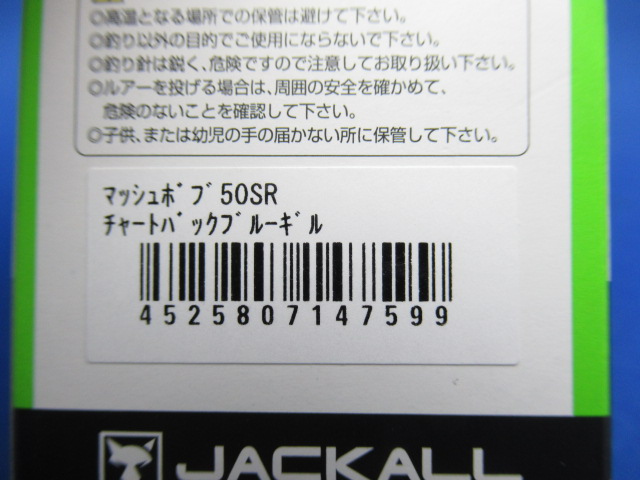 ◎高温となる場所での保管は避けて下さい。
◎釣り以外の目的でご使用にならないで下さい。
◎釣り針は鋭く、危険ですので注意してお取り扱い下さい。
◎ルアーを投げる場合は、周囲の安全を確かめて、
危険のないことを確認して下さい。
◎子供、または幼児の手の届かない所に保管して下さい。
ﾏｯｼｭﾎﾞﾌﾞ50SR
ﾁｬｰﾄﾊﾞｯｸﾌﾞﾙｰｷﾞﾙ
4525807147599
JACKALL